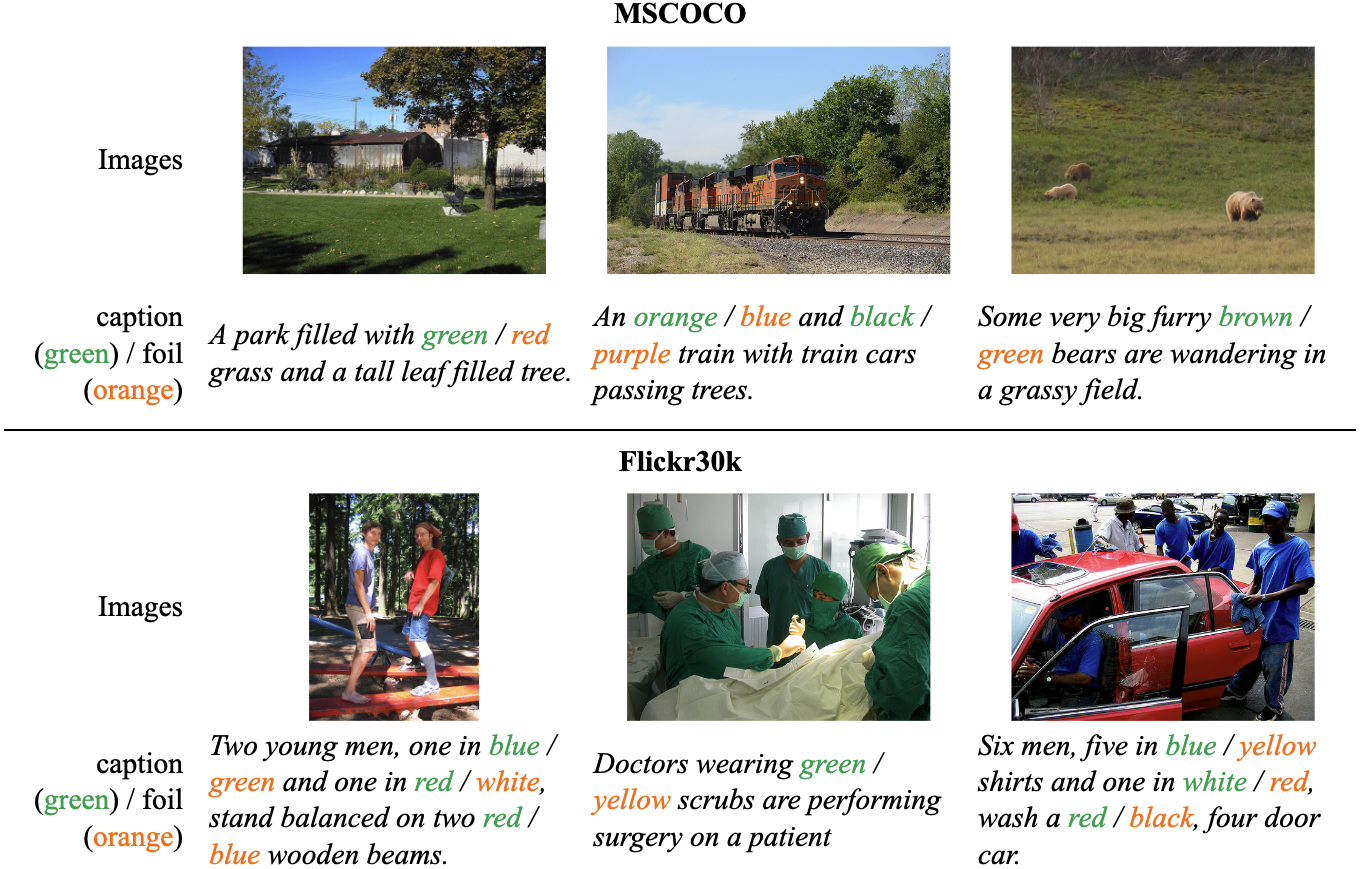 MSCOCO
Images
caption
(green) / foil
(orange)
A park filled with green / red
grass and a tall leaf filled tree.
An orange / blue and black /
purple train with train cars
passing trees.
Some very big furry brown /
green bears are wandering in
a grassy field.
Flickr30k
Images
caption
(green) / foil
(orange)
Two young men, one in blue /
green and one in red / white,
stand balanced on two red /
blue wooden beams.
Doctors wearing green /
yellow scrubs are performing
surgery on a patient
Six men, five in blue / yellow
shirts and one in white / red,
wash a red / black, four door
car.